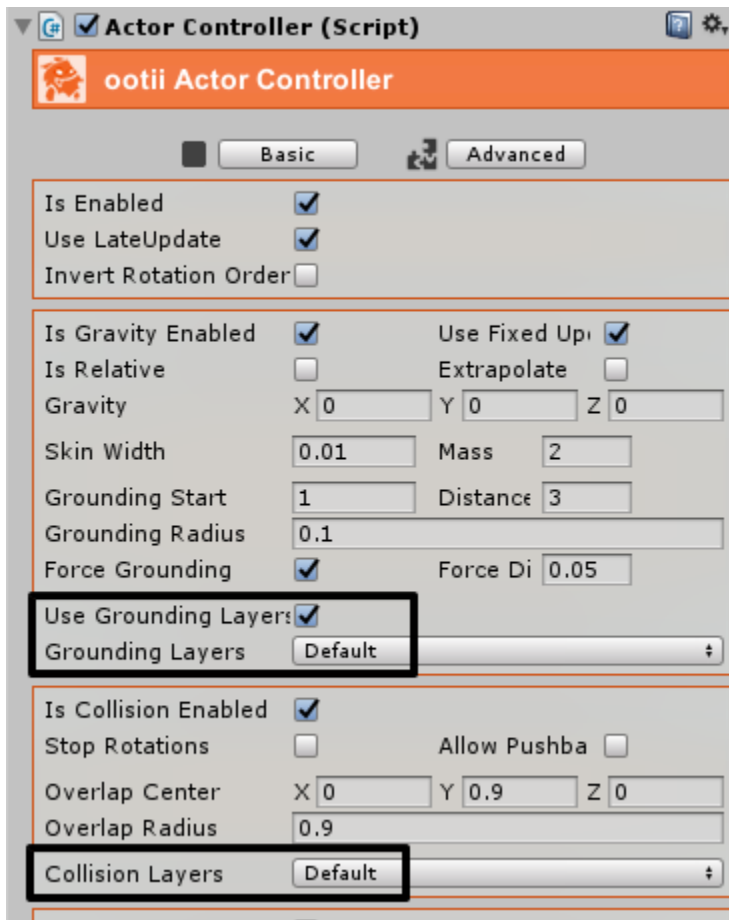 Actor Controller (Script)
ootii Actor Controller
Basic Advanced
Is Enabled
Use LateUpdate
Invert Rotation Order
Is Gravity Enabled Use Fixed Up
Is Relative Extrapolate
Gravity X 0 Y 0 Z 0
Skin Width 0.01 Mass 2
Grounding Start 1 Distance 3
Grounding Radius 0.1
Force Grounding Force Di 0.05
Use Grounding Layers
Grounding Layers Default
Is Collision Enabled
Stop Rotations Allow Pushba
Overlap Center X 0 Y 0.9 Z 0
Overlap Radius 0.9
Collision Layers Default